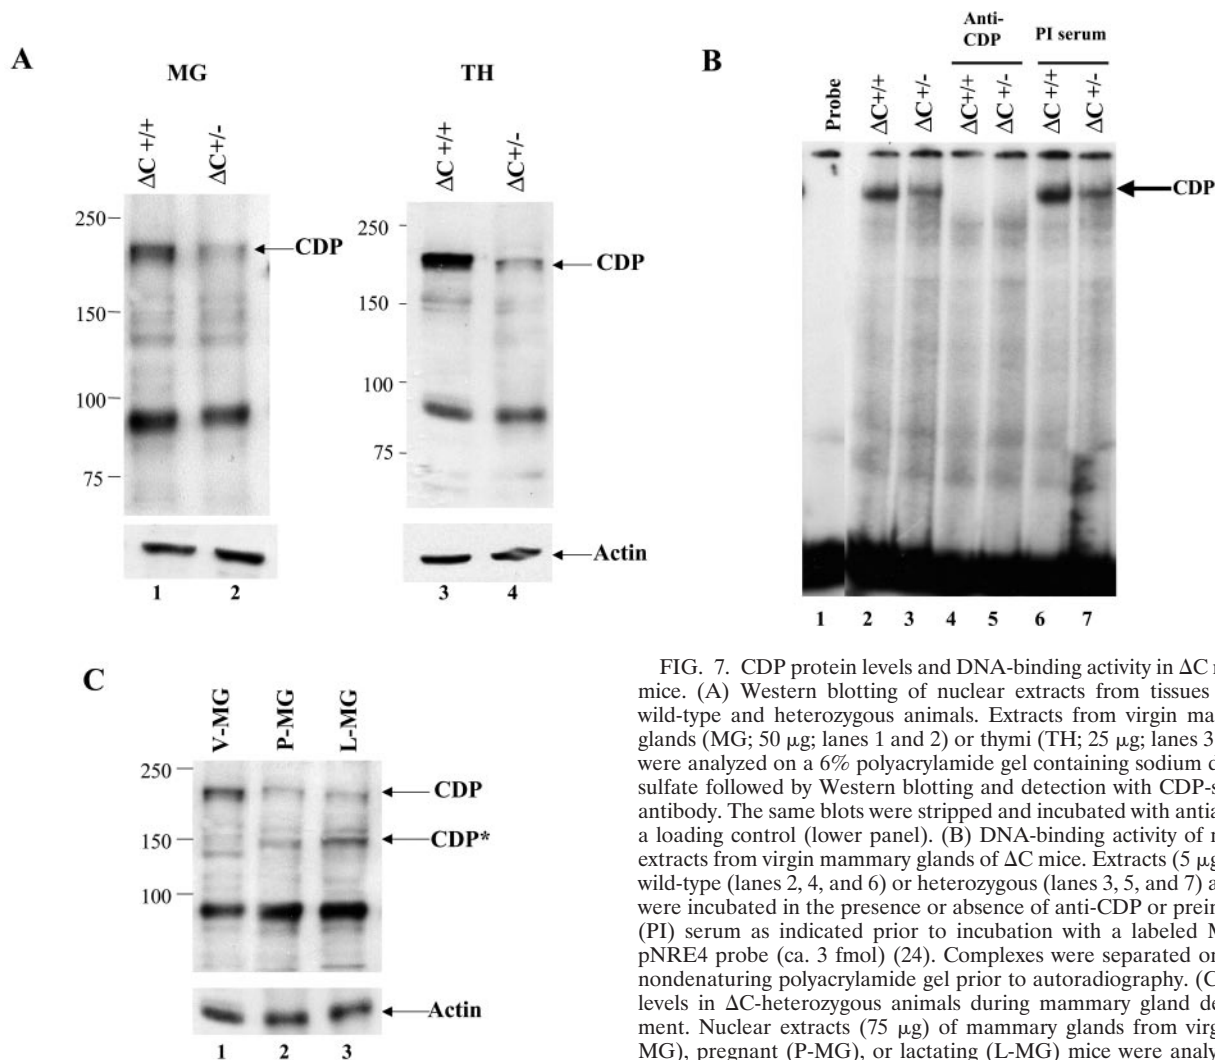 A
MG
TH
ΔC +/+
ΔC+/-
ΔC +/+
ΔC+/-
250
150
100
75
CDP
250
150
100
75
CDP
Actin
1 2
3 4
B
Anti-
CDP
PI serum
Probe
ΔC+/+
ΔC+/-
ΔC+/+
ΔC+/-
ΔC+/+
ΔC+/-
CDP
1 2 3 4 5 6 7
C
V-MG
P-MG
L-MG
250
150
100
CDP
CDP*
Actin
1 2 3
FIG. 7. CDP protein levels and DNA-binding activity in ΔC
mice. (A) Western blotting of nuclear extracts from tissues
wild-type and heterozygous animals. Extracts from virgin
glands (MG; 50 μg; lanes 1 and 2) or thymi (TH; 25 μg; lanes 3
were analyzed on a 6% polyacrylamide gel containing sodium
sulfate followed by Western blotting and detection with
antibody. The same blots were stripped and incubated with
a loading control (lower panel). (B) DNA-binding activity of
extracts from virgin mammary glands of ΔC mice. Extracts (5 μg
wild-type (lanes 2, 4, and 6) or heterozygous (lanes 3, 5, and 7)
were incubated in the presence or absence of anti-CDP or
(PI) serum as indicated prior to incubation with a labeled
pNRE4 probe (ca. 3 fmol) (24). Complexes were separated
nondenaturing polyacrylamide gel prior to autoradiography. (C
levels in ΔC-heterozygous animals during mammary gland
ment. Nuclear extracts (75 μg) of mammary glands from
MG), pregnant (P-MG), or lactating (L-MG) mice were